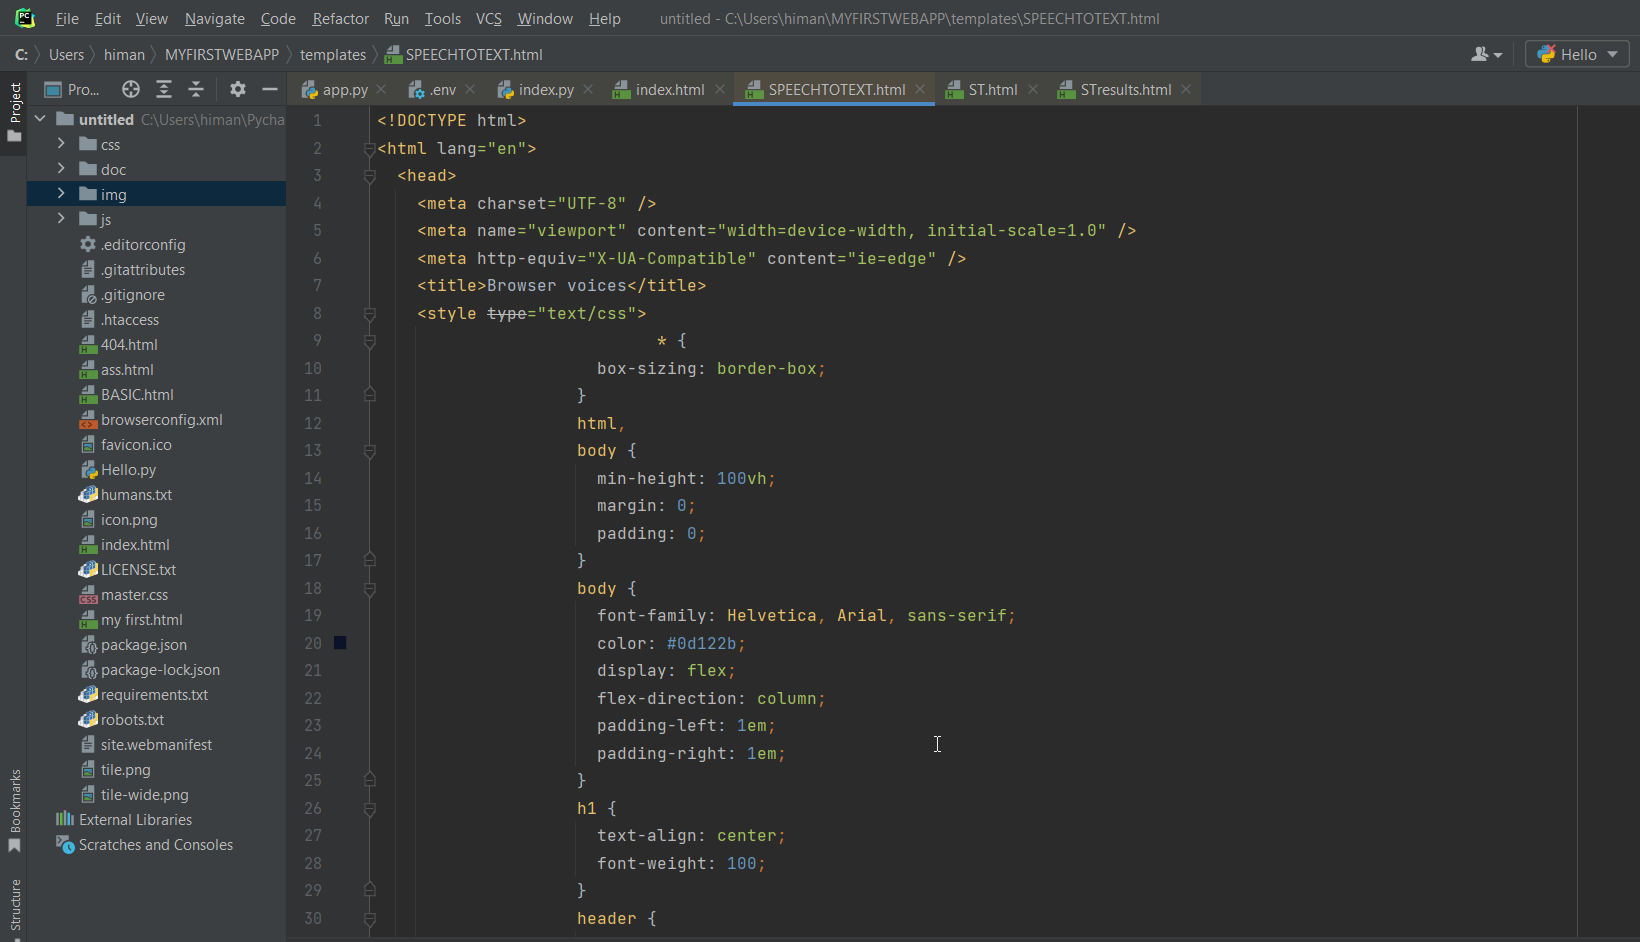 PC File Edit View Navigate Code Refactor Run Tools VCS Window Help untitled - C:\Users\himan\MYFIRSTWEBAPP\templates\SPEECHTOTEXT.html
C: Users himan MYFIRSTWEBAPP templates SPEECHTOTEXT.html Hello
Project
Pro...
app.py .env index.py index.html SPEECHTOTEXT.html ST.html STresults.html
untitled C:\Users\himan\Pycha
css
doc
img
js
.editorconfig
.gitattributes
.gitignore
.htaccess
404.html
ass.html
BASIC.html
browserconfig.xml
favicon.ico
Hello.py
humans.txt
icon.png
index.html
LICENSE.txt
master.css
my first.html
package.json
package-lock.json
requirements.txt
robots.txt
site.webmanifest
tile.png
tile-wide.png
External Libraries
Scratches and Consoles
Bookmarks
Structure
1 <!DOCTYPE html>
2 <html lang="en">
3 <head>
4 <meta charset="UTF-8" />
5 <meta name="viewport" content="width=device-width, initial-scale=1.0" />
6 <meta http-equiv="X-UA-Compatible" content="ie=edge" />
7 <title>Browser voices</title>
8 <style type="text/css">
9 * {
10 box-sizing: border-box;
11 }
12 html,
13 body {
14 min-height: 100vh;
15 margin: 0;
16 padding: 0;
17 }
18 body {
19 font-family: Helvetica, Arial, sans-serif;
20 color: #0d122b;
21 display: flex;
22 flex-direction: column;
23 padding-left: 1em;
24 padding-right: 1em;
25 }
26 h1 {
27 text-align: center;
28 font-weight: 100;
29 }
30 header {